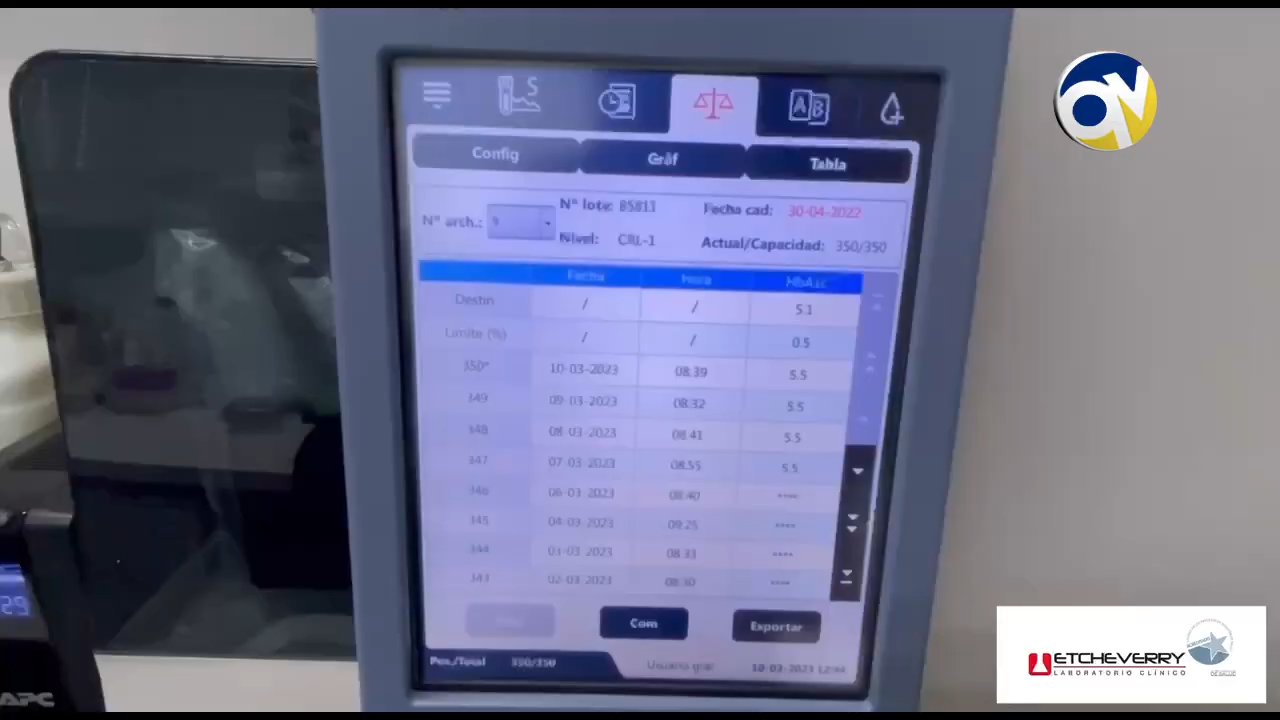 S
A B
Config Gráf Tabla
Nº arch.: 9 Nº lote: 85811 Fecha cad: 30-04-2022
Nivel: CRL-1 Actual/Capacidad: 350/350
Fecha Hora HbA1c
Destin / / 5.1
Límite (%) / / 0.5
350* 10-03-2023 08:39 5.5
349 09-03-2023 08:32 5.5
348 08-03-2023 08:41 5.5
347 07-03-2023 08:55 5.5
346 06-03-2023 08:40 ****
345 04-03-2023 09:25 ****
344 03-03-2023 08:33 ****
343 02-03-2023 08:30 ****
Com Exportar
Pos./Total 350/350 Usuario gral 10-03-2023
29
APC
ETCHEVERRY
LABORATORIO CLÍNICO